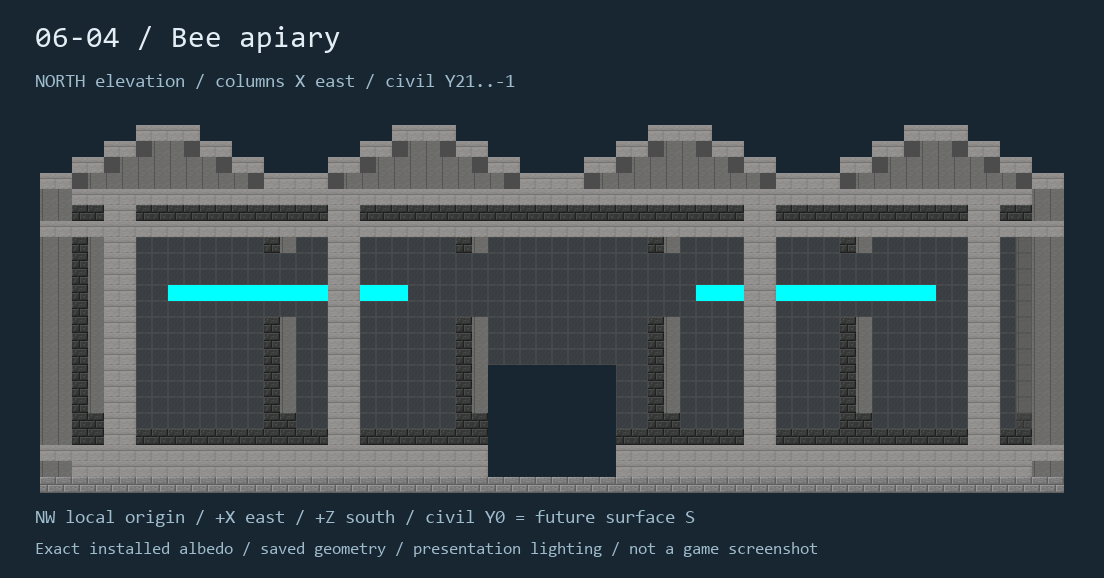 06-04 / Bee apiary
NORTH elevation / columns X east / civil Y21..-1
NW local origin / +X east / +Z south / civil Y0 = future surface S
Exact installed albedo / saved geometry / presentation lighting / not a game screenshot